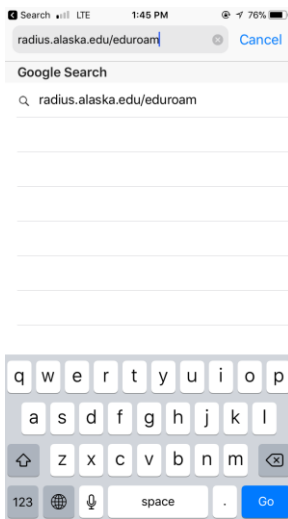 Search LTE 1:45 PM 76%
radius.alaska.edu/eduroam Cancel
Google Search
radius.alaska.edu/eduroam
q w e r t y u i o p
a s d f g h j k l
z x c v b n m
123 space . Go